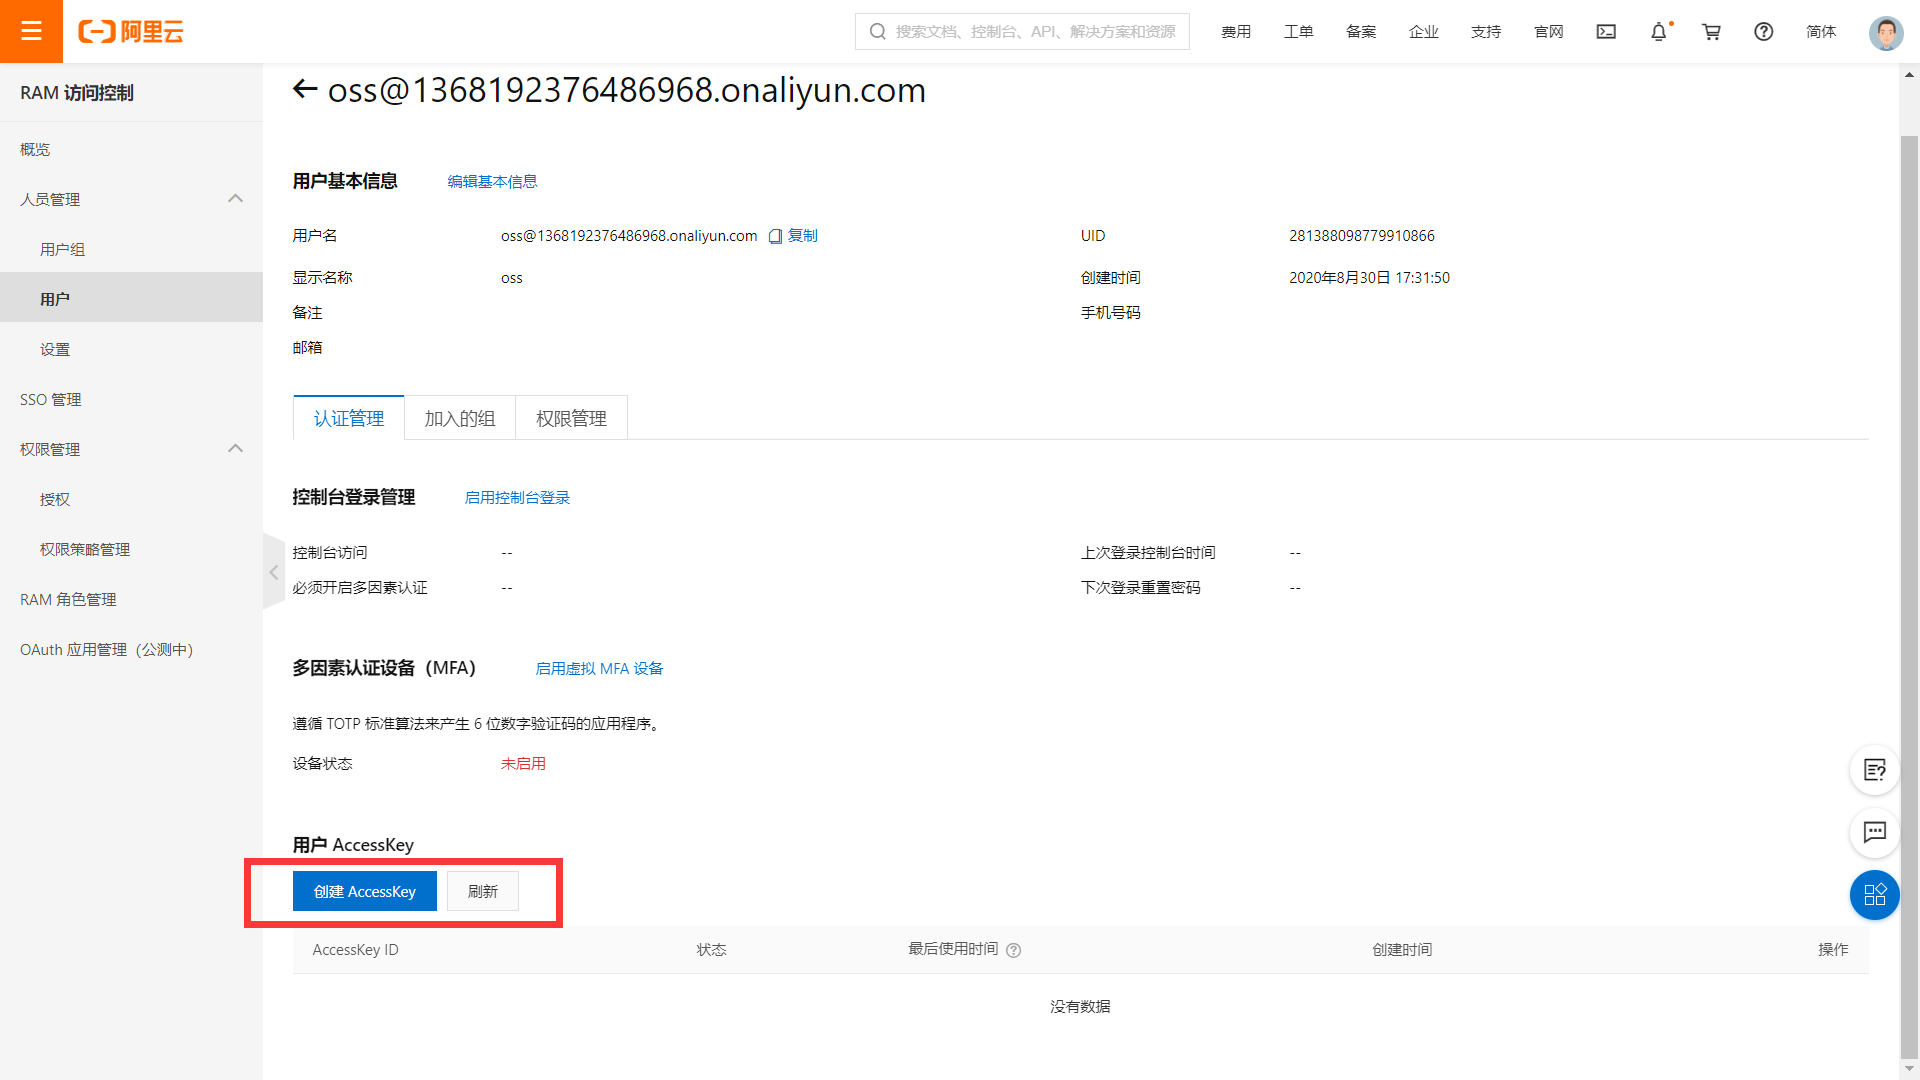 阿里云
搜索文档、控制台、API、解决方案和资源
费用 工单 备案 企业 支持 官网 简体
RAM 访问控制
概览
人员管理
用户组
用户
设置
SSO 管理
权限管理
授权
权限策略管理
RAM 角色管理
OAuth 应用管理（公测中）
oss@1368192376486968.onaliyun.com
用户基本信息 编辑基本信息
用户名 oss@1368192376486968.onaliyun.com 复制 UID 281388098779910866
显示名称 oss 创建时间 2020年8月30日 17:31:50
备注 手机号码
邮箱
认证管理 加入的组 权限管理
控制台登录管理 启用控制台登录
控制台访问 -- 上次登录控制台时间 --
必须开启多因素认证 -- 下次登录重置密码 --
多因素认证设备（MFA） 启用虚拟 MFA 设备
遵循 TOTP 标准算法来产生 6 位数字验证码的应用程序。
设备状态 未启用
用户 AccessKey
创建 AccessKey 刷新
AccessKey ID 状态 最后使用时间 创建时间 操作
没有数据